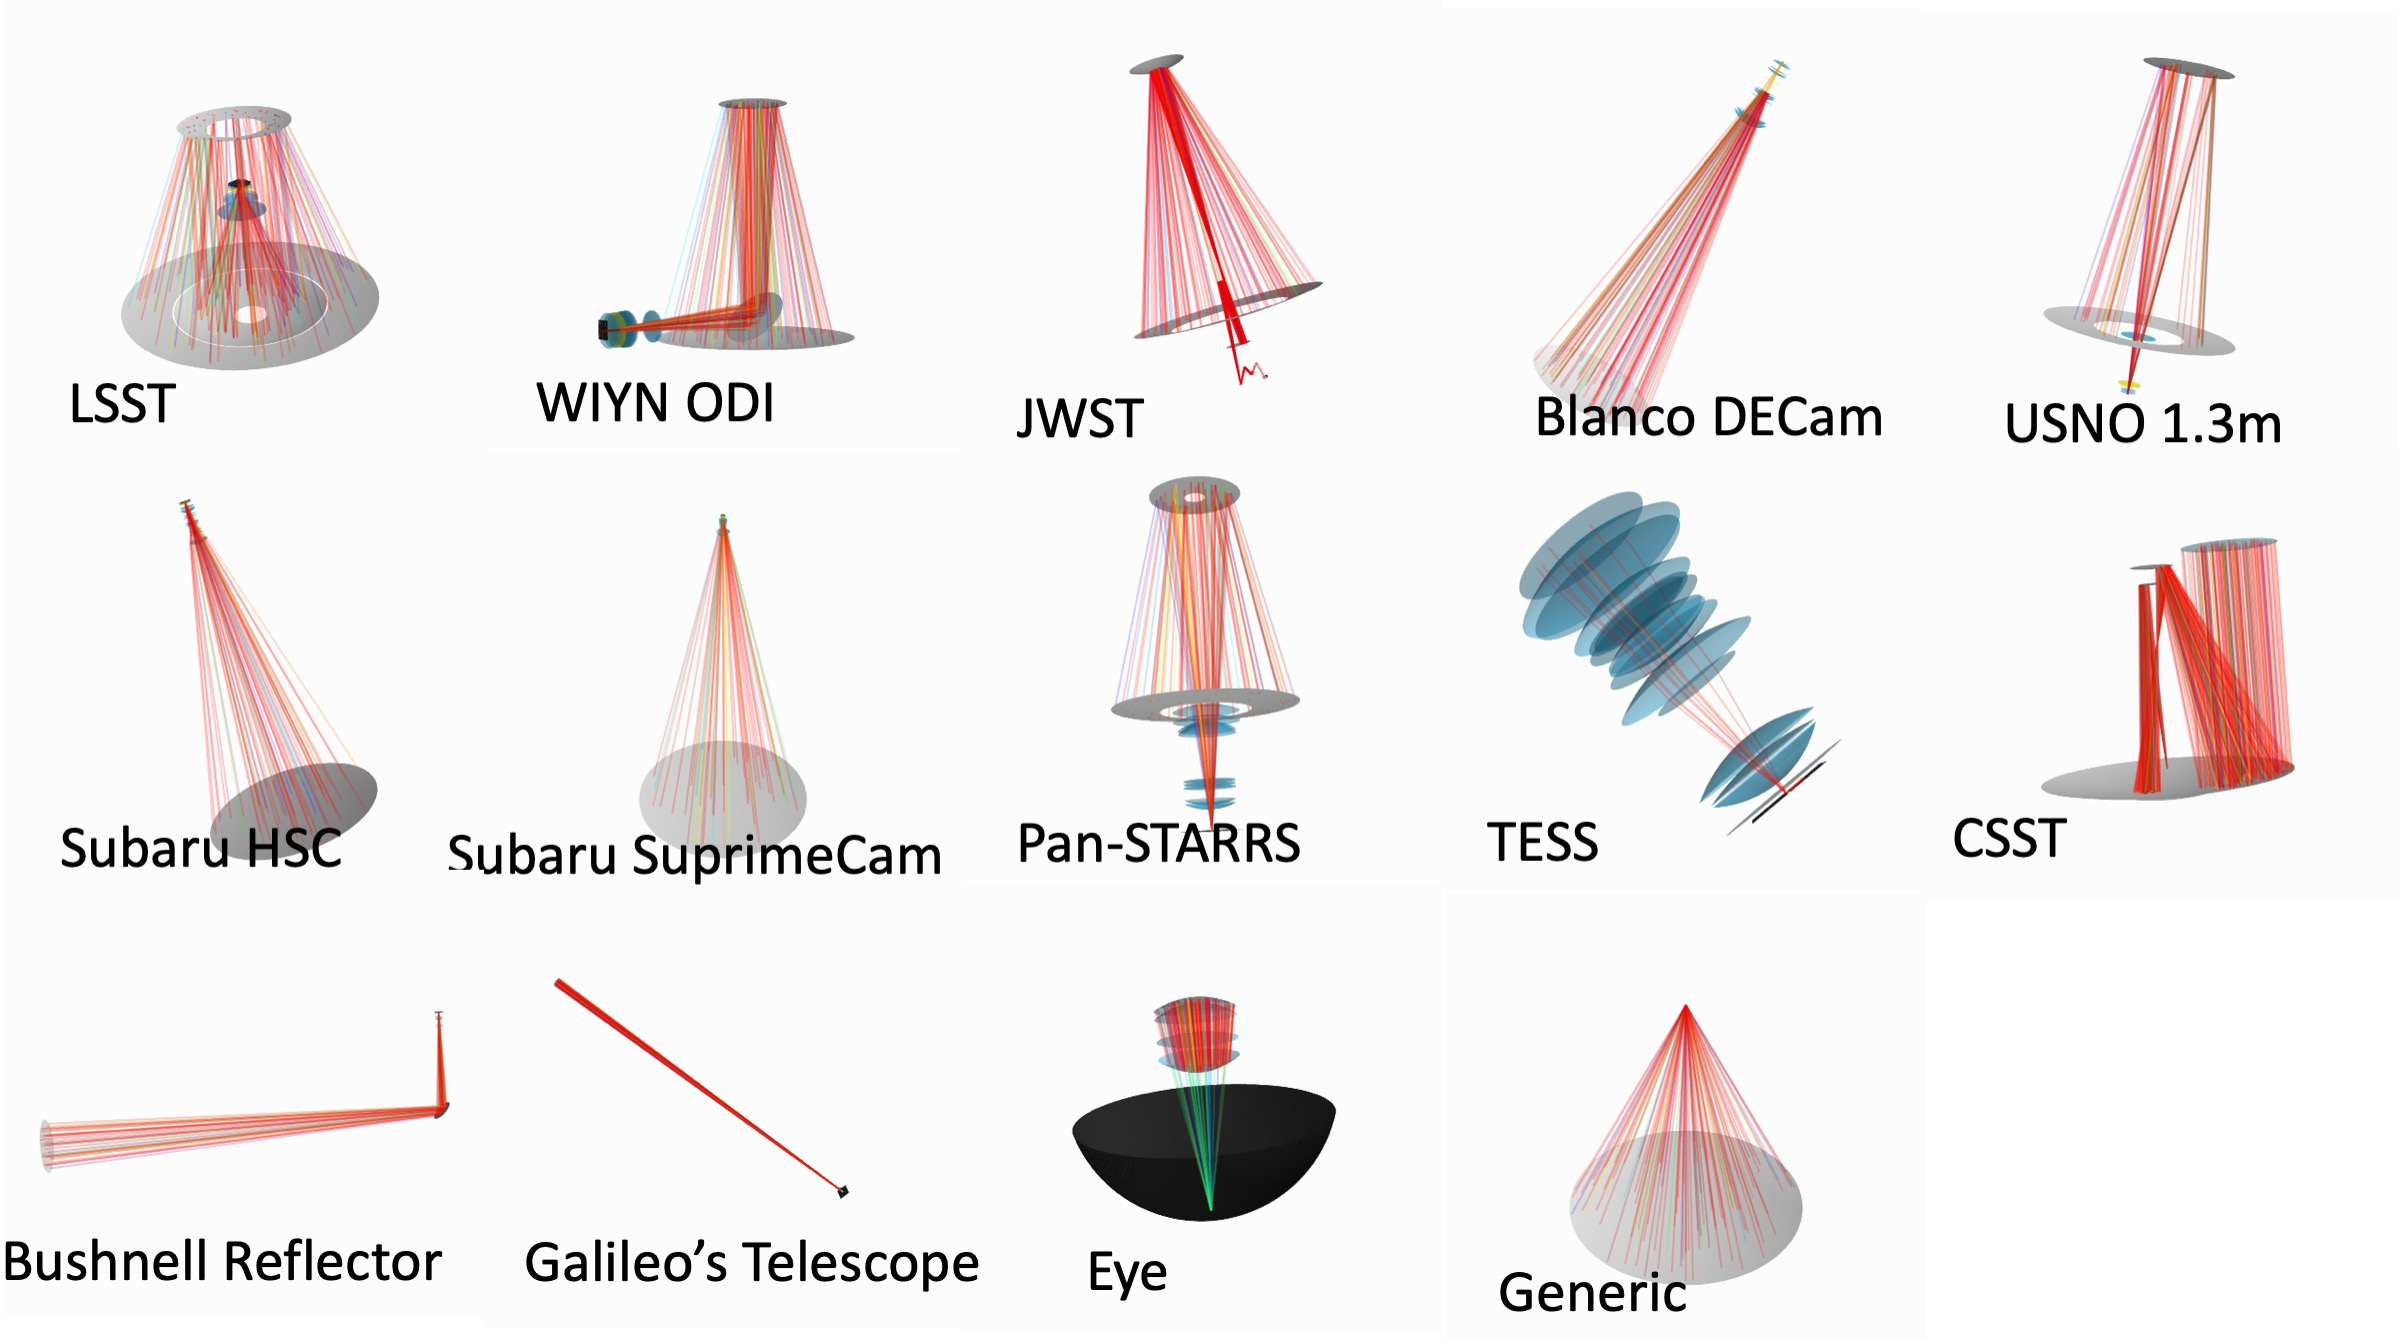 LSST
WIYN ODI
JWST
Blanco DECam
USNO 1.3m
Subaru HSC
Subaru SuprimeCam
Pan-STARRS
TESS
CSST
Bushnell Reflector
Galileo’s Telescope
Eye
Generic